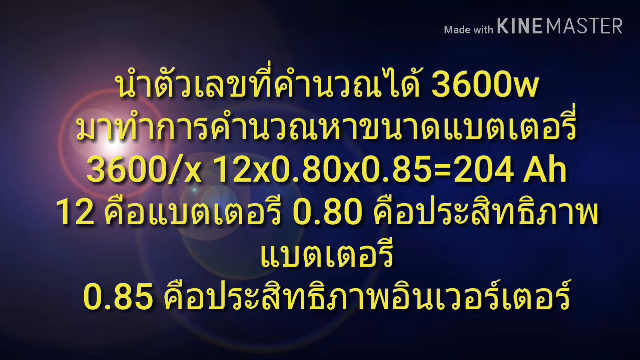 Made with KINEMASTER
นำตัวเลขที่คำนวณได้ 3600w
มาทำการคำนวณหาขนาดแบตเตอรี่
3600/x 12x0.80x0.85=204 Ah
12 คือแบตเตอรี 0.80 คือประสิทธิภาพ
แบตเตอรี
0.85 คือประสิทธิภาพอินเวอร์เตอร์